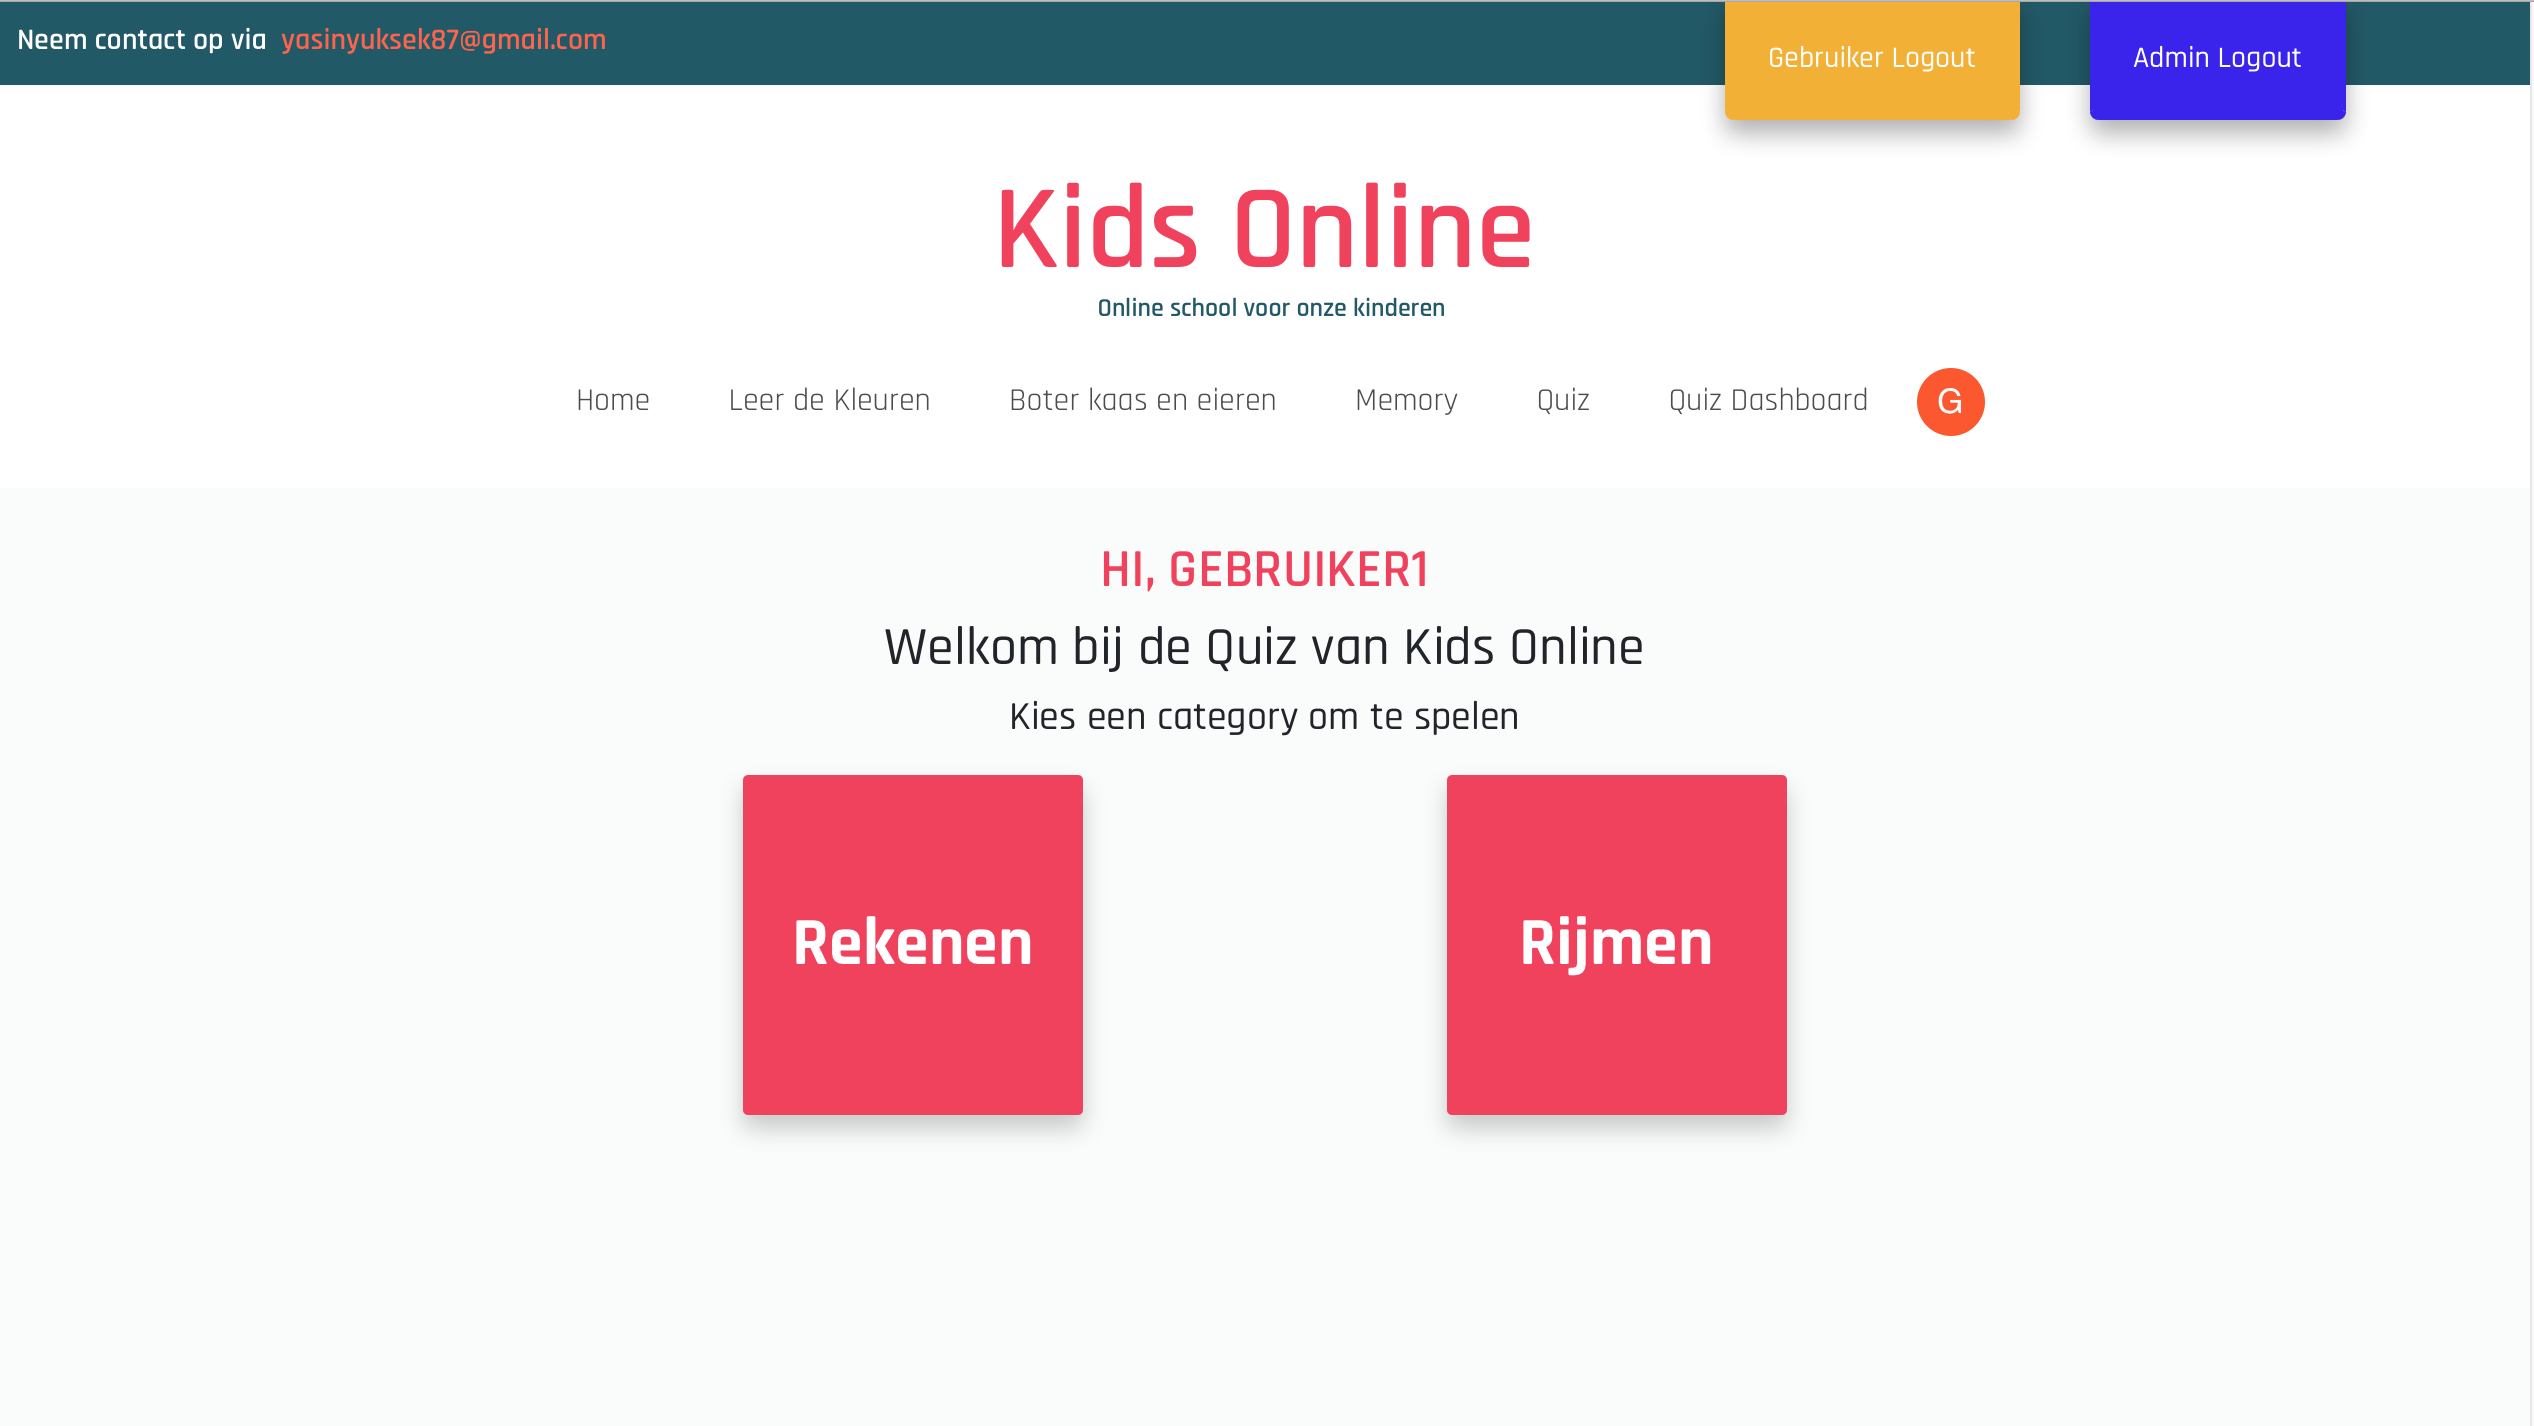 Neem contact op via yasinyuksek87@gmail.com
Gebruiker Logout
Admin Logout
Kids Online
Online school voor onze kinderen
Home Leer de Kleuren Boter kaas en eieren Memory Quiz Quiz Dashboard G
HI, GEBRUIKER1
Welkom bij de Quiz van Kids Online
Kies een category om te spelen
Rekenen
Rijmen